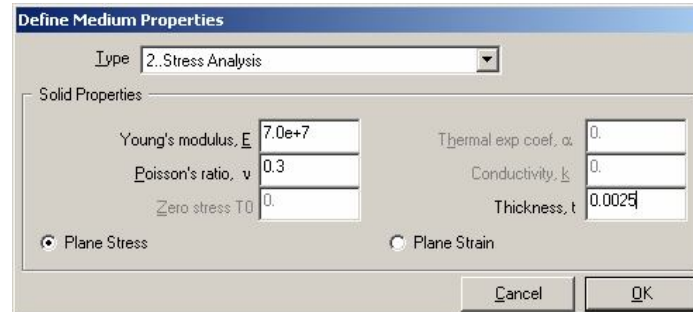 Define Medium Properties
Type 2..Stress Analysis
Solid Properties
Young's modulus, E 7.0e+7 Thermal exp coef, α 0.
Poisson's ratio, ν 0.3 Conductivity, k 0.
Zero stress T0 0. Thickness, t 0.0025
Plane Stress Plane Strain
Cancel OK